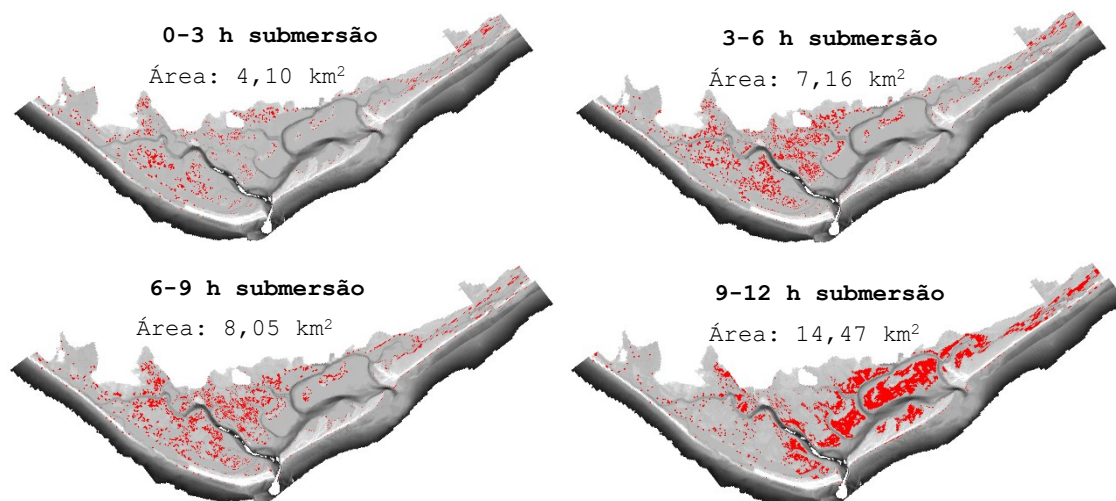 0-3 h submersão
Área: 4,10 km²
3-6 h submersão
Área: 7,16 km²
6-9 h submersão
Área: 8,05 km²
9-12 h submersão
Área: 14,47 km²